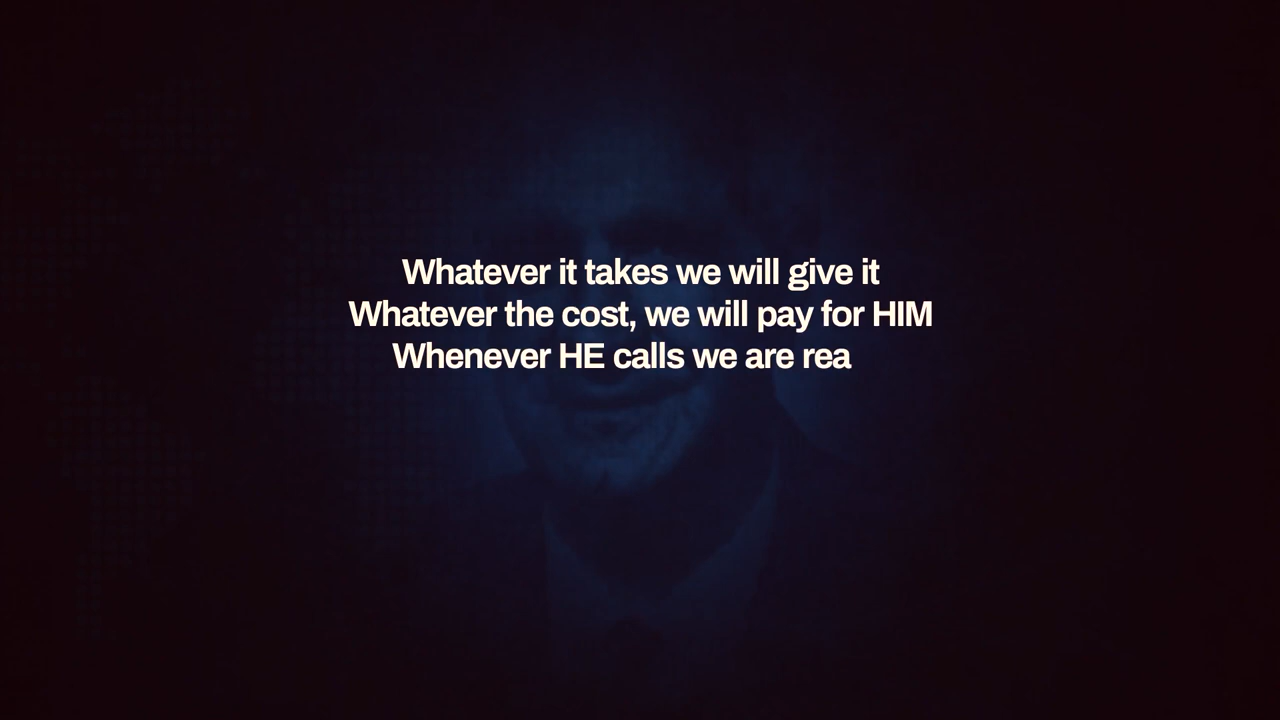 Whatever it takes we will give it
Whatever the cost, we will pay for HIM
Whenever HE calls we are rea